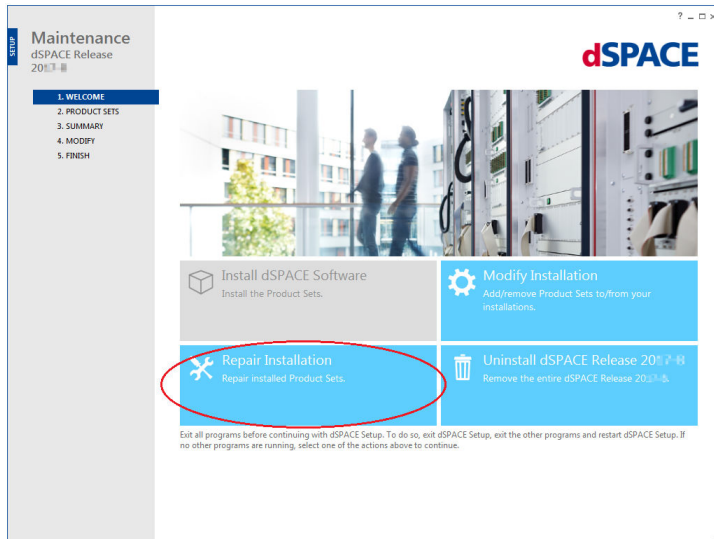 ? _ □ ×
SETUP
Maintenance
dSPACE Release
dSPACE
1. WELCOME
2. PRODUCT SETS
3. SUMMARY
4. MODIFY
5. FINISH
Install dSPACE Software
Install the Product Sets.
Modify Installation
Add/remove Product Sets to/from your
installations.
Repair Installation
Repair installed Product Sets.
Uninstall dSPACE Release
Remove the entire dSPACE Release
Exit all programs before continuing with dSPACE Setup. To do so, exit dSPACE Setup, exit the other programs and restart dSPACE Setup. If
no other programs are running, select one of the actions above to continue.